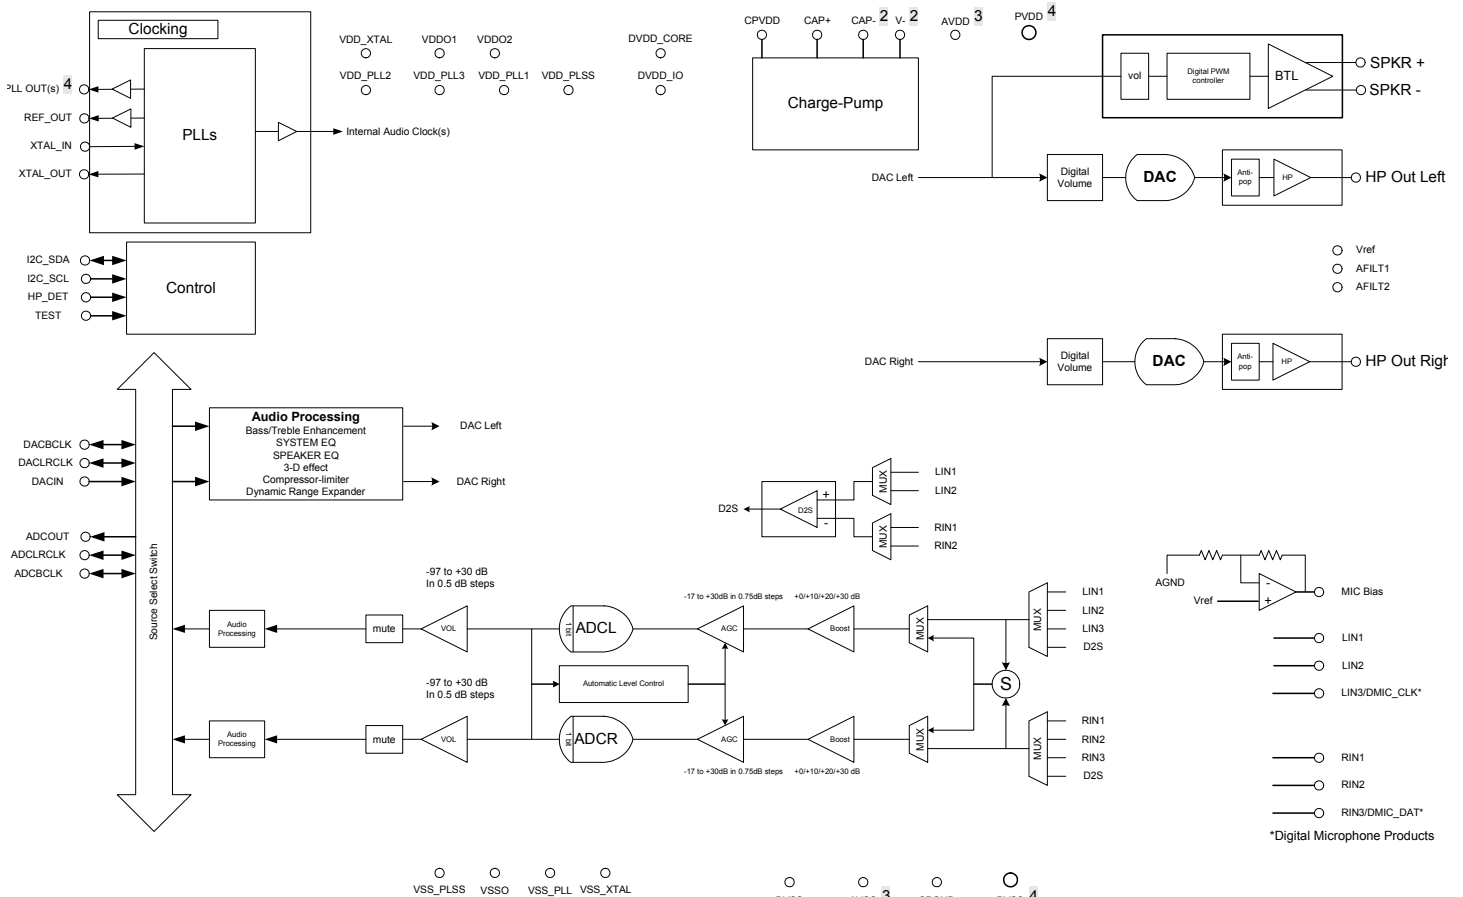 Clocking
PLLs
PLL OUT(s) 4
REF_OUT
XTAL_IN
XTAL_OUT
Internal Audio Clock(s)
VDD_XTAL
VDDO1
VDDO2
DVDD_CORE
VDD_PLL2
VDD_PLL3
VDD_PLL1
VDD_PLSS
DVDD_IO
CPVDD
CAP+
CAP- 2
V- 2
AVDD 3
PVDD 4
Charge-Pump
vol
Digital PWM
controller
BTL
SPKR +
SPKR -
DAC Left
Digital
Volume
DAC
Anti-
pop
HP
HP Out Left
Vref
AFILT1
AFILT2
I2C_SDA
I2C_SCL
HP_DET
TEST
Control
DAC Right
Digital
Volume
DAC
Anti-
pop
HP
HP Out Righ
Audio Processing
Bass/Treble Enhancement
SYSTEM EQ
SPEAKER EQ
3-D effect
Compressor-limiter
Dynamic Range Expander
DAC Left
DAC Right
DACBCLK
DACLRCLK
DACIN
ADCOUT
ADCLRCLK
ADCBCLK
Source Select Switch
D2S
D2S
+
-
MUX
LIN1
LIN2
MUX
RIN1
RIN2
-97 to +30 dB
In 0.5 dB steps
Audio
Processing
mute
VOL
1 bit
ADCL
-17 to +30dB in 0.75dB steps
AGC
+0/+10/+20/+30 dB
Boost
MUX
MUX
LIN1
LIN2
LIN3
D2S
Automatic Level Control
S
-97 to +30 dB
In 0.5 dB steps
Audio
Processing
mute
VOL
1 bit
ADCR
AGC
-17 to +30dB in 0.75dB steps
Boost
+0/+10/+20/+30 dB
MUX
MUX
RIN1
RIN2
RIN3
D2S
AGND
Vref
-
+
MIC Bias
LIN1
LIN2
LIN3/DMIC_CLK*
RIN1
RIN2
RIN3/DMIC_DAT*
*Digital Microphone Products
VSS_PLSS
VSSO
VSS_PLL
VSS_XTAL
3
4